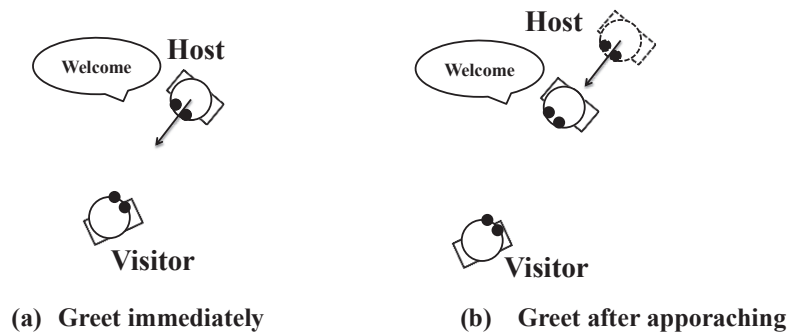 Host
Welcome
Visitor
(a) Greet immediately
Host
Welcome
Visitor
(b) Greet after apporaching